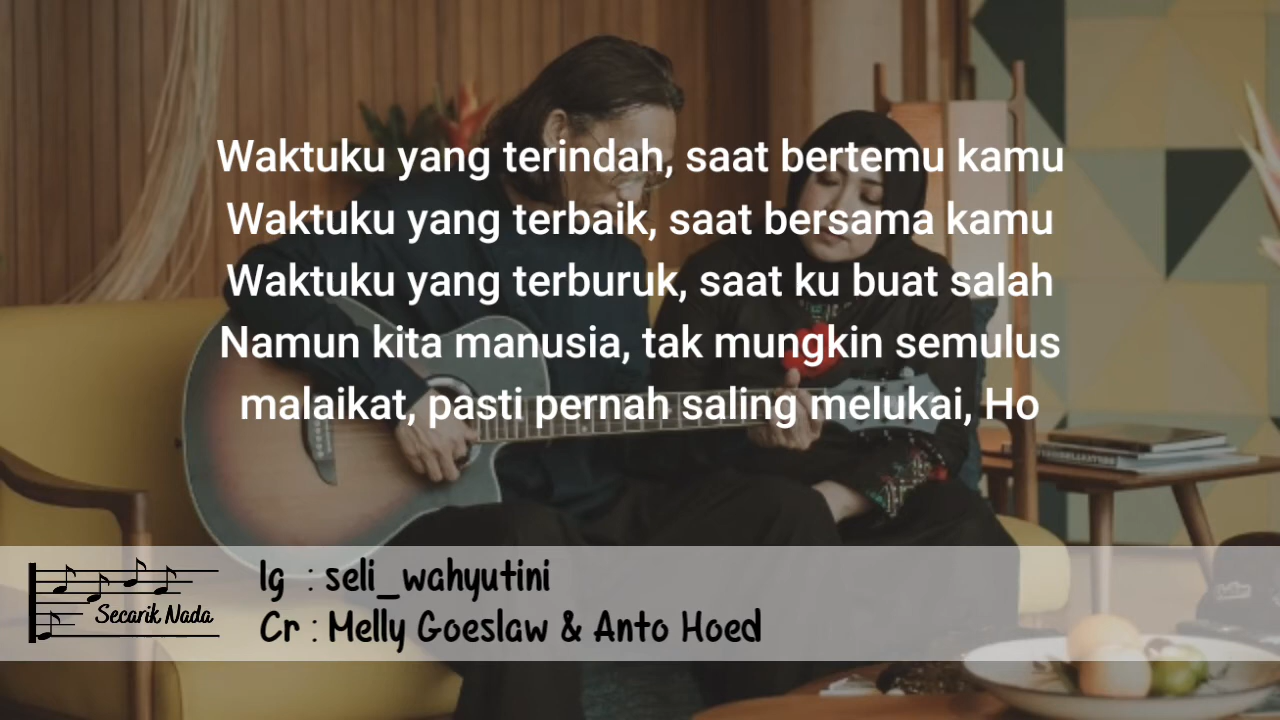 Waktuku yang terindah, saat bertemu kamu
Waktuku yang terbaik, saat bersama kamu
Waktuku yang terburuk, saat ku buat salah
Namun kita manusia, tak mungkin semulus
malaikat, pasti pernah saling melukai, Ho
Secarik Nada
Ig : seli_wahyutini
Cr : Melly Goeslaw & Anto Hoed